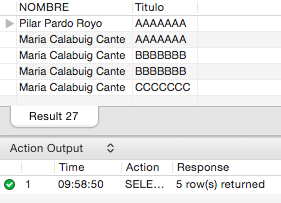 NOMBRE Titulo
Pilar Pardo Royo AAAAAAA
Maria Calabuig Cante AAAAAAA
Maria Calabuig Cante BBBBBBB
Maria Calabuig Cante BBBBBBB
Maria Calabuig Cante CCCCCCC
Result 27
Action Output
Time Action Response
1 09:58:50 SELE... 5 row(s) returned